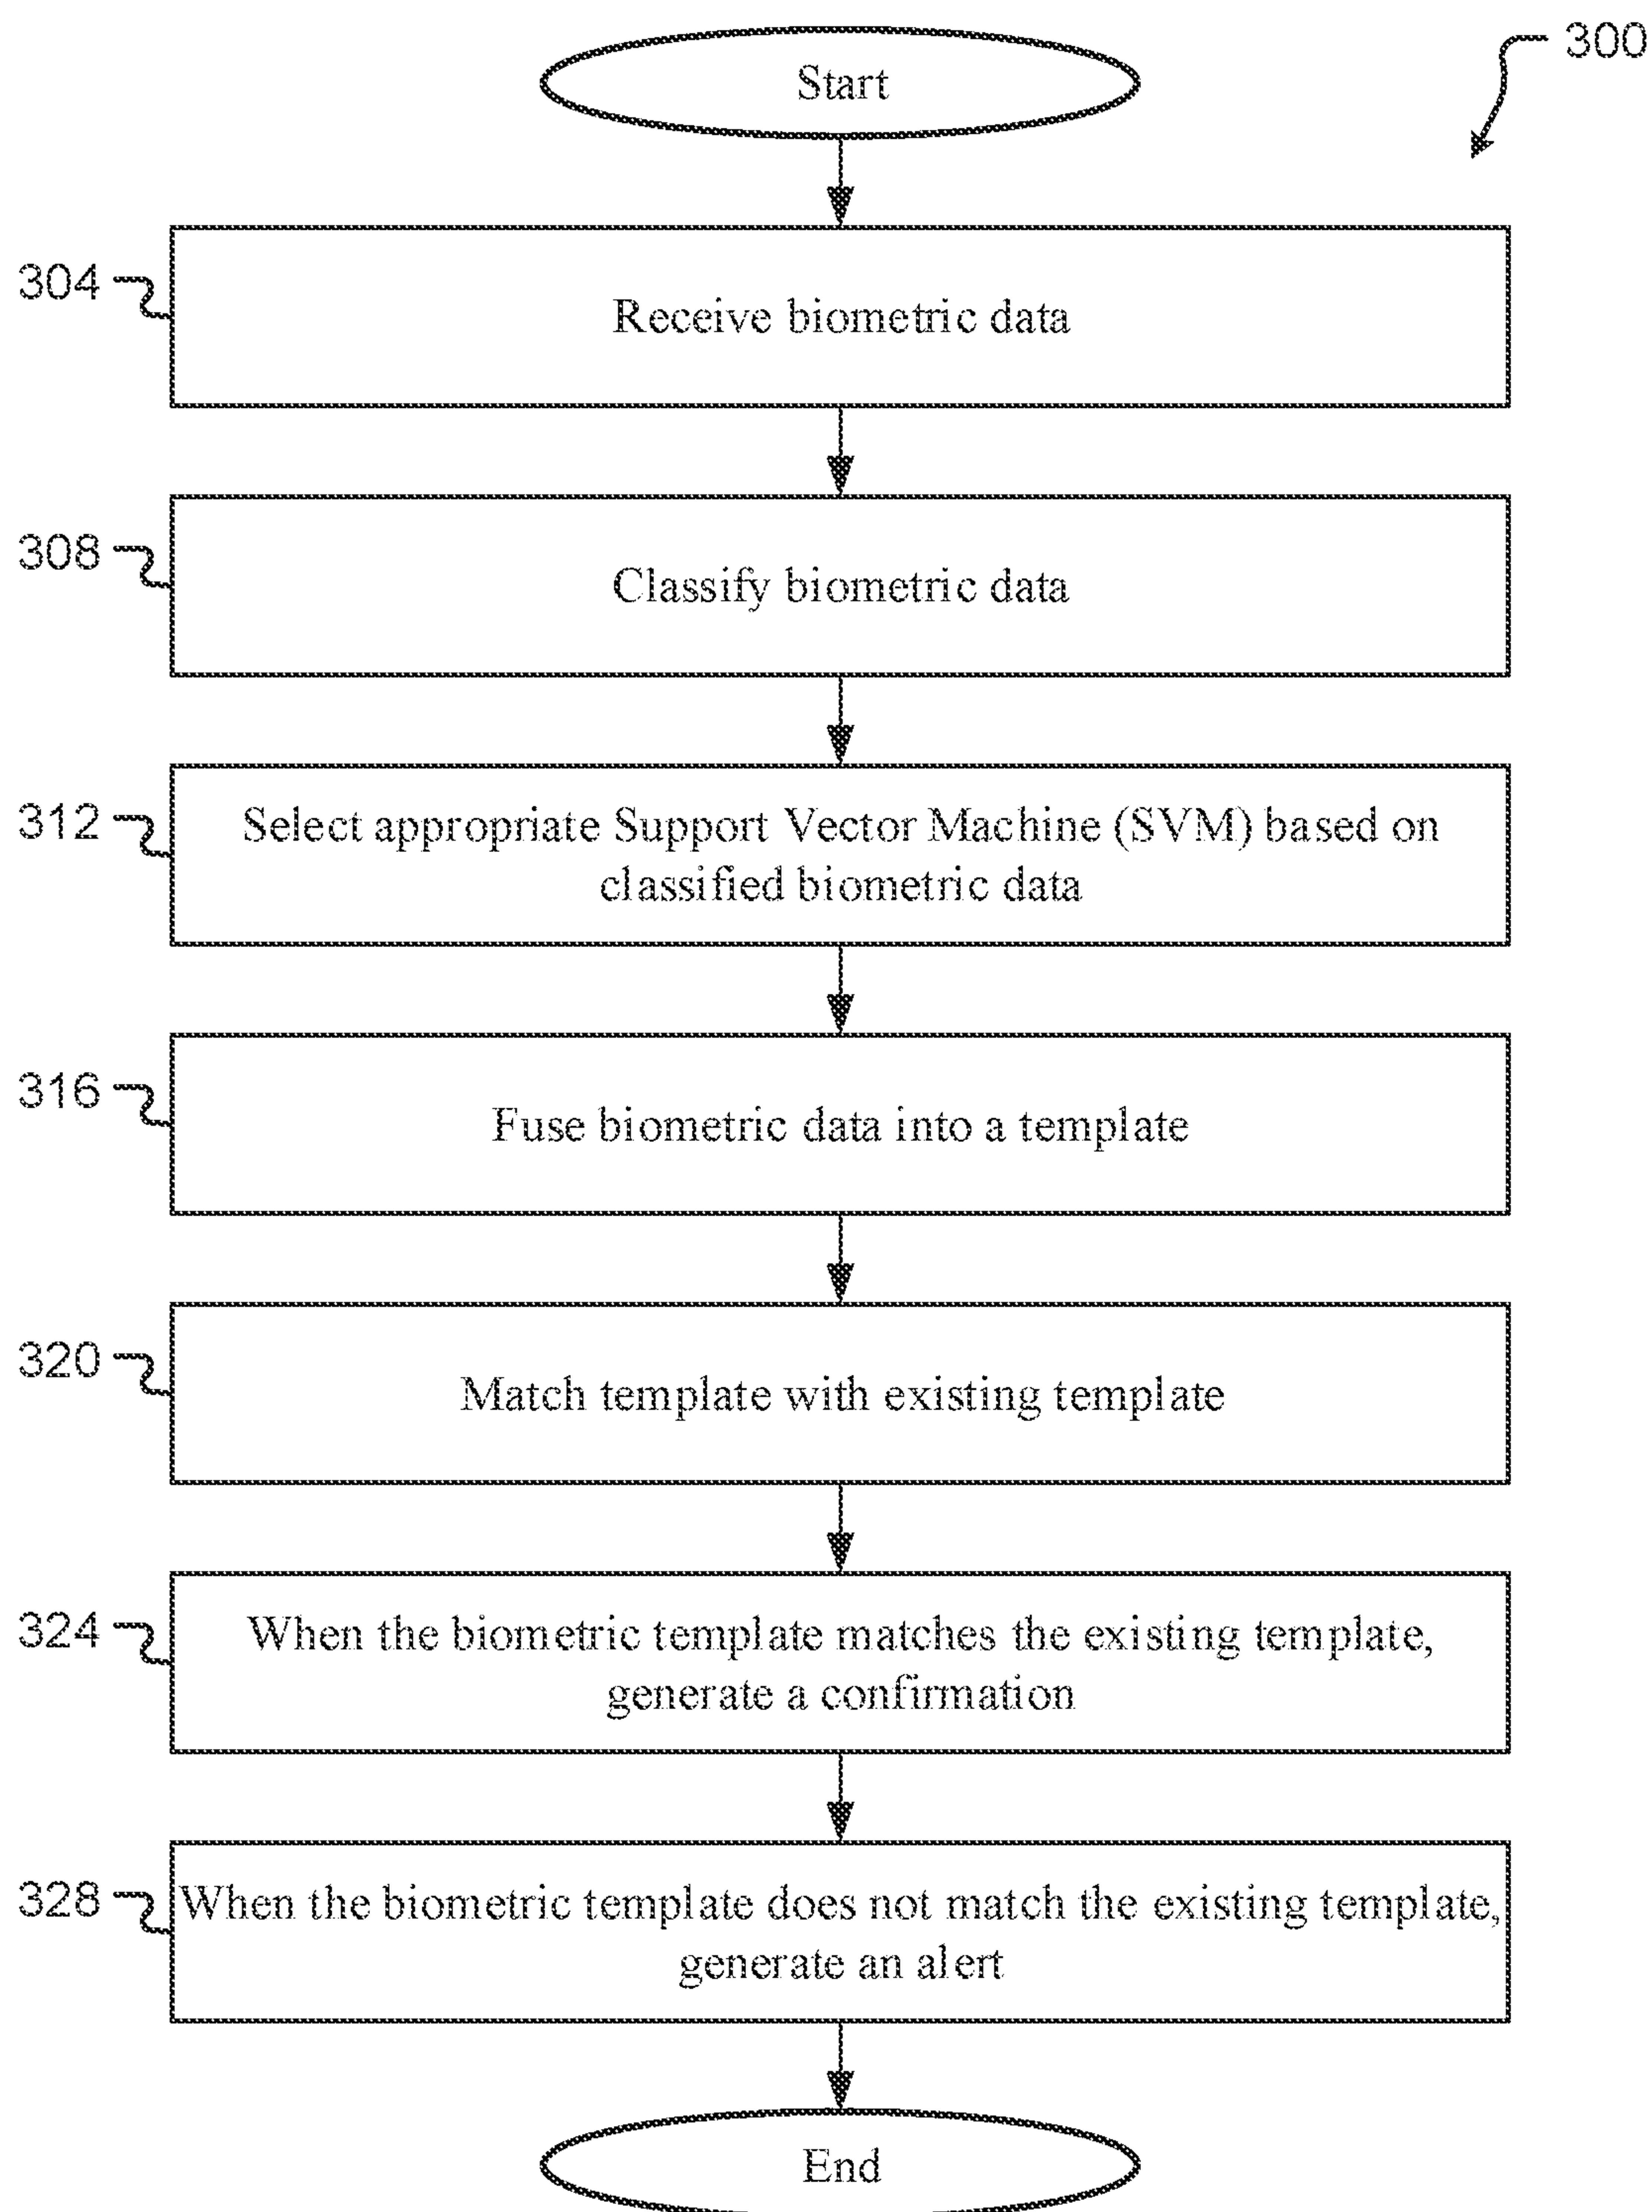 300
Start
304
Receive biometric data
308
Classify biometric data
312
Select appropriate Support Vector Machine (SVM) based on
classified biometric data
316
Fuse biometric data into a template
320
Match template with existing template
324
When the biometric template matches the existing template,
generate a confirmation
328
When the biometric template does not match the existing template,
generate an alert
End